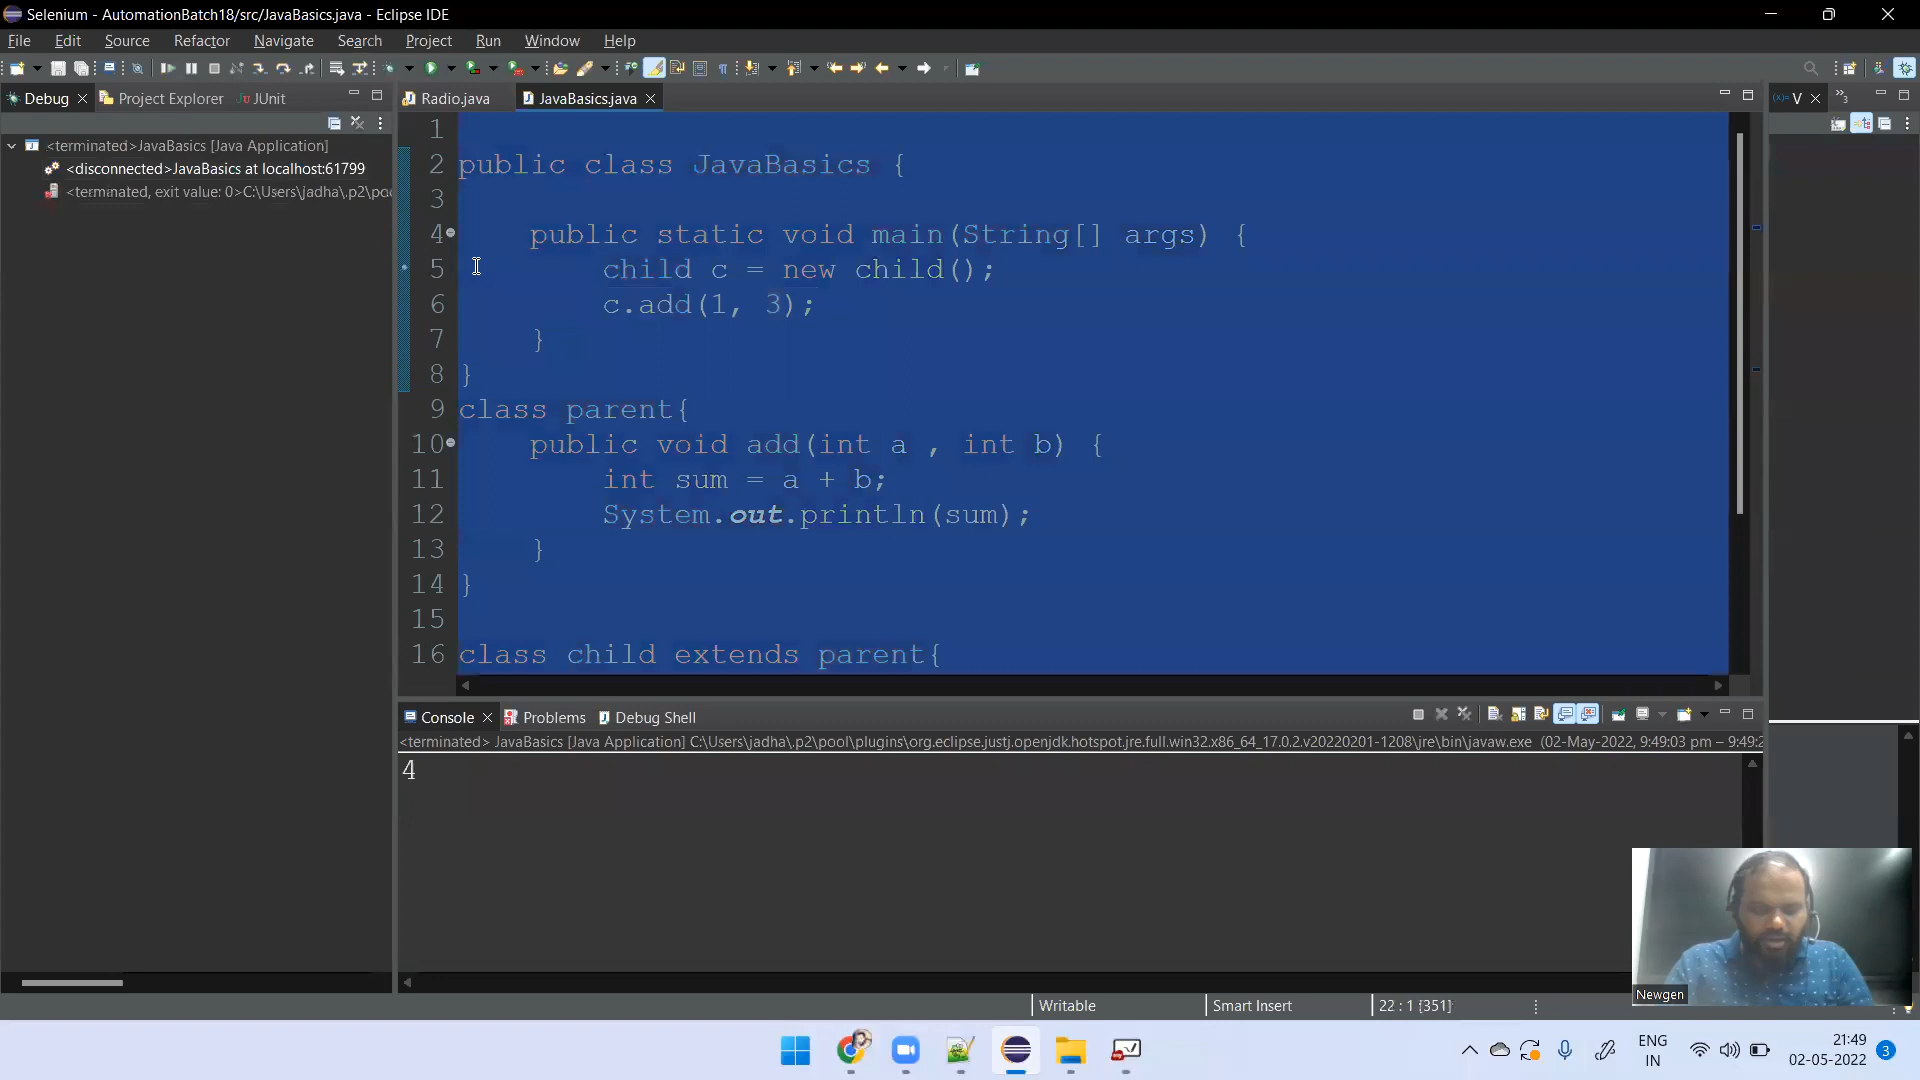 Selenium - AutomationBatch18/src/JavaBasics.java - Eclipse IDE
File Edit Source Refactor Navigate Search Project Run Window Help
Debug Project Explorer JUnit
Radio.java JavaBasics.java
V
<terminated>JavaBasics [Java Application]
<disconnected>JavaBasics at localhost:61799
<terminated, exit value: 0>C:\Users\jadha\.p2\poo
1
2 public class JavaBasics {
3
4 public static void main(String[] args) {
5 child c = new child();
6 c.add(1, 3);
7 }
8 }
9 class parent{
10 public void add(int a , int b) {
11 int sum = a + b;
12 System.out.println(sum);
13 }
14 }
15
16 class child extends parent{
Console Problems Debug Shell
<terminated> JavaBasics [Java Application] C:\Users\jadha\.p2\pool\plugins\org.eclipse.justj.openjdk.hotspot.jre.full.win32.x86_64_17.0.2.v20220201-1208\jre\bin\javaw.exe (02-May-2022, 9:49:03 pm – 9:49:2
4
Newgen
Writable Smart Insert 22 : 1 [351]
ENG
IN
21:49
02-05-2022
3